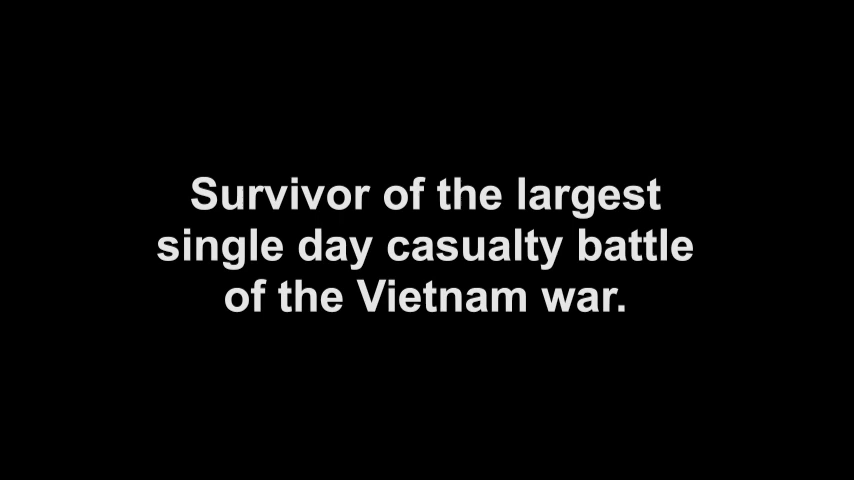 Survivor of the largest
single day casualty battle
of the Vietnam war.